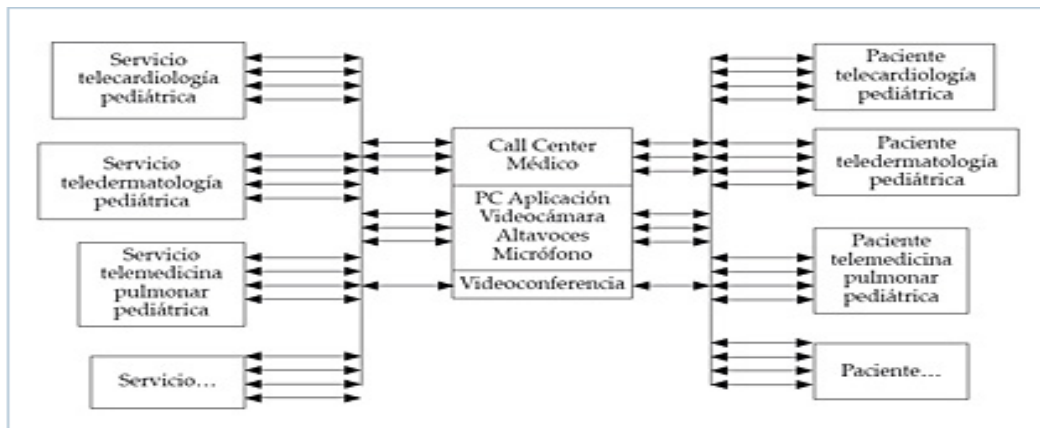 Servicio
telecardiología
pediátrica
Servicio
teledermatología
pediátrica
Servicio
telemedicina
pulmonar
pediátrica
Servicio...
Call Center
Médico
PC Aplicación
Videocámara
Altavoces
Micrófono
Videoconferencia
Paciente
telecardiología
pediátrica
Paciente
teledermatología
pediátrica
Paciente
telemedicina
pulmonar
pediátrica
Paciente...